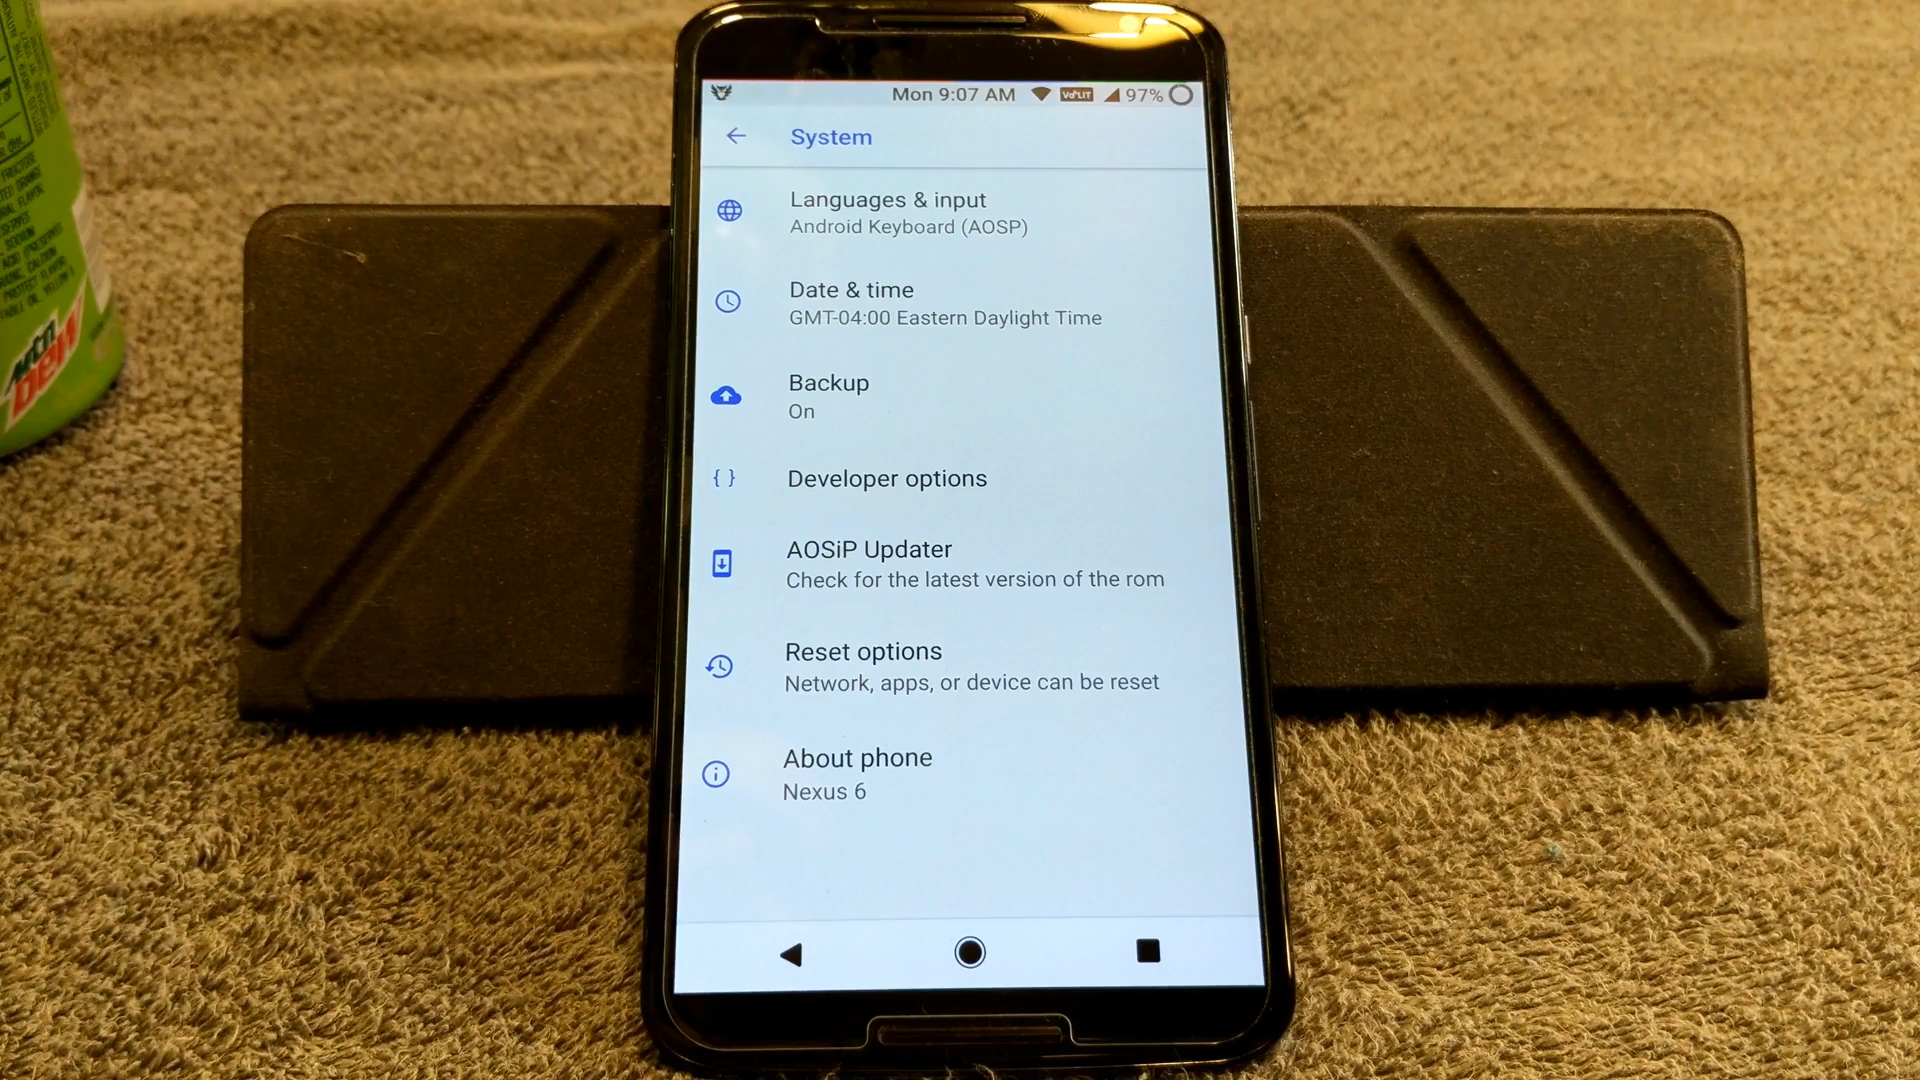 Mon 9:07 AM
97%
System
Languages & input
Android Keyboard (AOSP)
Date & time
GMT-04:00 Eastern Daylight Time
Backup
On
{ } Developer options
AOSiP Updater
Check for the latest version of the rom
Reset options
Network, apps, or device can be reset
About phone
Nexus 6
mtn
Dew